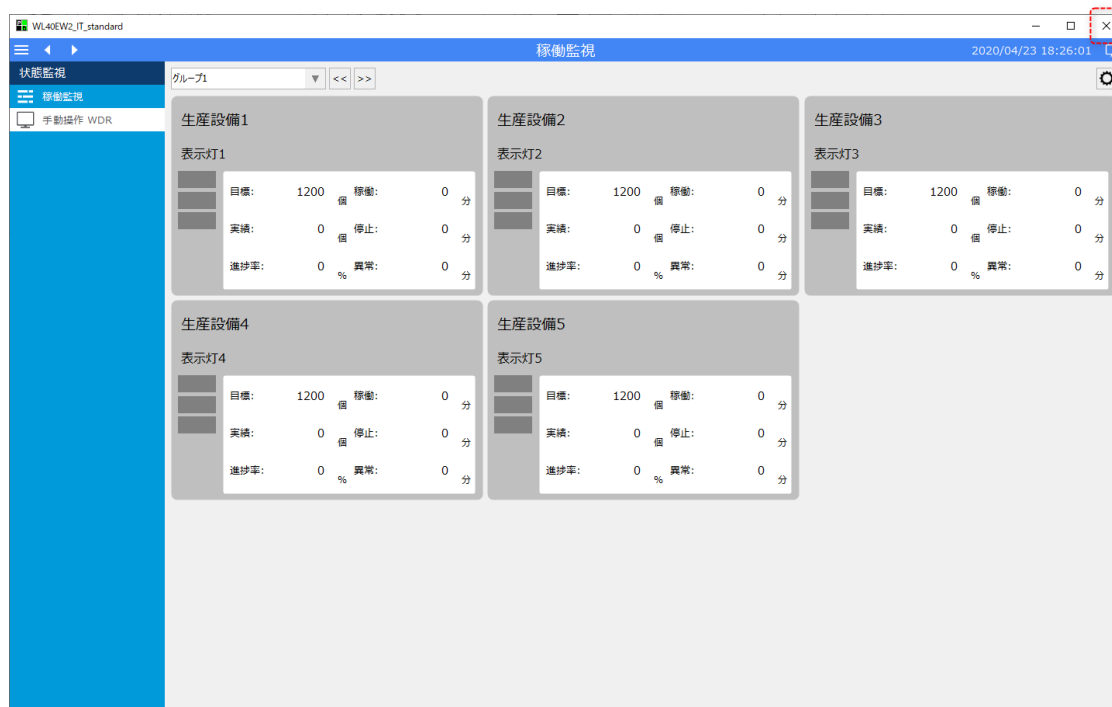 WL40EW2_IT_standard
稼働監視 2020/04/23 18:26:01
状態監視
稼働監視
手動操作 WDR
グループ1 ▼ << >>
生産設備1
表示灯1
目標: 1200 個 稼働: 0 分
実績: 0 個 停止: 0 分
進捗率: 0 % 異常: 0 分
生産設備2
表示灯2
目標: 1200 個 稼働: 0 分
実績: 0 個 停止: 0 分
進捗率: 0 % 異常: 0 分
生産設備3
表示灯3
目標: 1200 個 稼働: 0 分
実績: 0 個 停止: 0 分
進捗率: 0 % 異常: 0 分
生産設備4
表示灯4
目標: 1200 個 稼働: 0 分
実績: 0 個 停止: 0 分
進捗率: 0 % 異常: 0 分
生産設備5
表示灯5
目標: 1200 個 稼働: 0 分
実績: 0 個 停止: 0 分
進捗率: 0 % 異常: 0 分